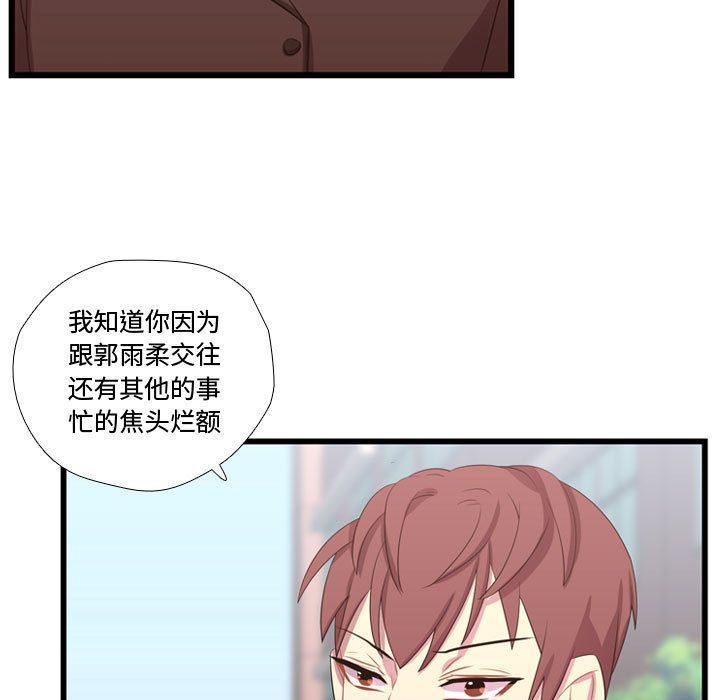 我知道你因为
跟郭雨柔交往
还有其他的事
忙的焦头烂额